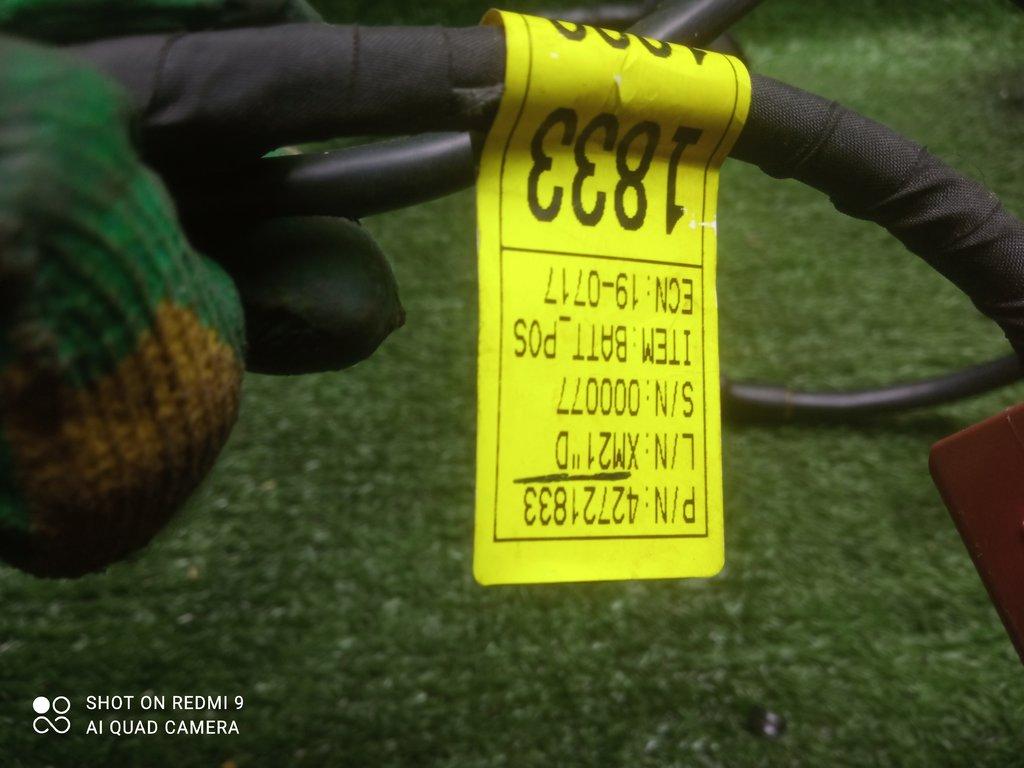 P/N:42721833
L/N:XM21"D
S/N:000077
ITEM:BATT_POS
ECN:19-0717
1833
SHOT ON REDMI 9
AI QUAD CAMERA